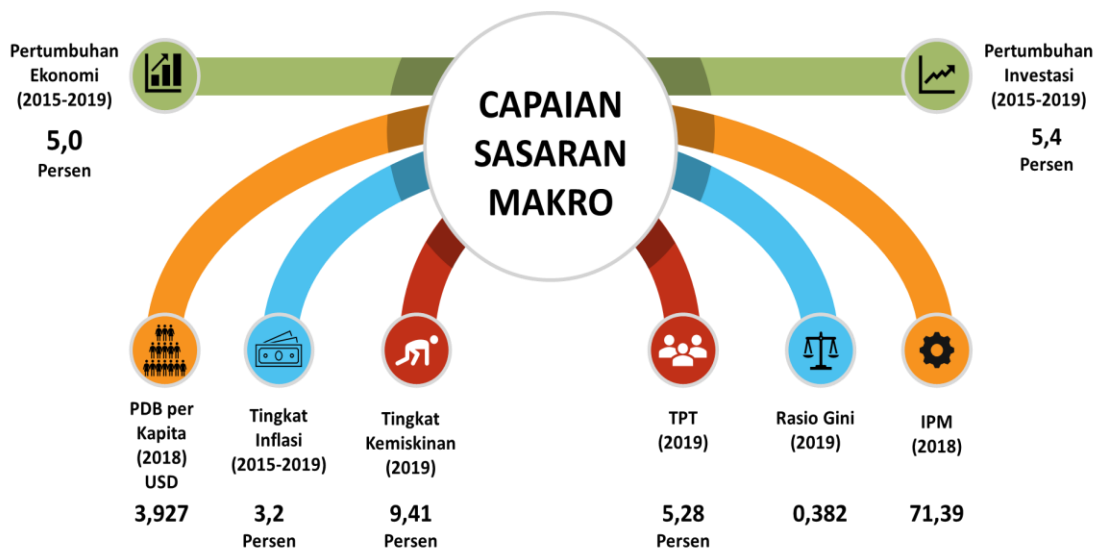 CAPAIAN
SASARAN
MAKRO
Pertumbuhan
Ekonomi
(2015-2019)
5,0
Persen
Pertumbuhan
Investasi
(2015-2019)
5,4
Persen
PDB per
Kapita
(2018)
USD
3,927
Tingkat
Inflasi
(2015-2019)
3,2
Persen
Tingkat
Kemiskinan
(2019)
9,41
Persen
TPT
(2019)
5,28
Persen
Rasio Gini
(2019)
0,382
IPM
(2018)
71,39